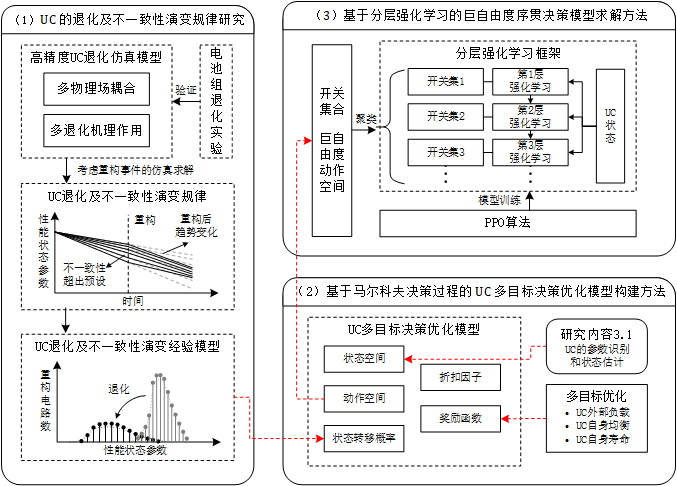 （1）UC的退化及不一致性演变规律研究
高精度UC退化仿真模型
多物理场耦合
多退化机理作用
验证
电池组退化实验
考虑重构事件的仿真求解
UC退化及不一致性演变规律
性能状态参数
重构
重构后
趋势变化
不一致性
超出预设
时间
UC退化及不一致性演变经验模型
重构电路数
退化
性能状态参数
（3）基于分层强化学习的巨自由度序贯决策模型求解方法
开关
集合
巨自
由度
动作
空间
聚类
分层强化学习框架
开关集1
第1层
强化学习
开关集2
第2层
强化学习
开关集3
第3层
强化学习
UC
状态
模型训练
PPO算法
（2）基于马尔科夫决策过程的UC多目标决策优化模型构建方法
UC多目标决策优化模型
状态空间
动作空间
状态转移概率
折扣因子
奖励函数
研究内容3.1
UC的参数识别
和状态估计
多目标优化
• UC外部负载
• UC自身均衡
• UC自身寿命